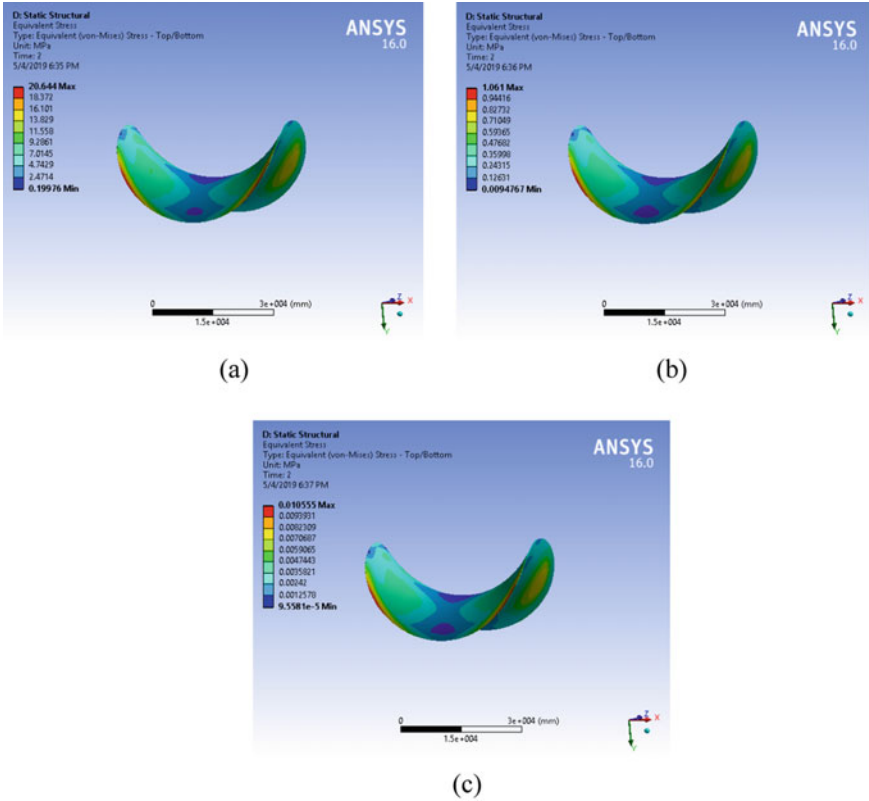 D: Static Structural
Equivalent Stress
Type: Equivalent (von-Mises) Stress - Top/Bottom
Unit: MPa
Time: 2
5/4/2019 6:35 PM
ANSYS
16.0
20.644 Max
18.372
16.101
13.829
11.558
9.2861
7.0145
4.7429
2.4714
0.19976 Min
0
3e+004 (mm)
1.5e+004
Z
X
Y
(a)
D: Static Structural
Equivalent Stress
Type: Equivalent (von-Mises) Stress - Top/Bottom
Unit: MPa
Time: 2
5/4/2019 6:36 PM
ANSYS
16.0
1.061 Max
0.94416
0.82732
0.71049
0.59365
0.47682
0.35998
0.24315
0.12631
0.0094767 Min
0
3e+004 (mm)
1.5e+004
Z
X
Y
(b)
D: Static Structural
Equivalent Stress
Type: Equivalent (von-Mises) Stress - Top/Bottom
Unit: MPa
Time: 2
5/4/2019 6:37 PM
ANSYS
16.0
0.010555 Max
0.0093931
0.0082309
0.0070687
0.0059065
0.0047443
0.0035821
0.00242
0.0012578
9.5581e-5 Min
0
3e+004 (mm)
1.5e+004
Z
X
Y
(c)